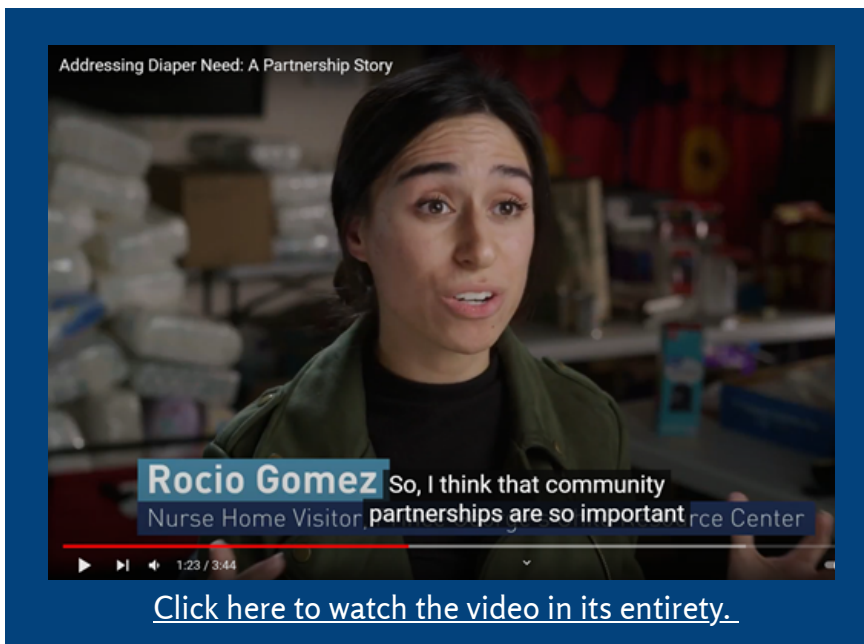 Addressing Diaper Need: A Partnership Story
Rocio Gomez
So, I think that community
partnerships are so important
Nurse Home Visitor, rce Center
1:23 / 3:44
Click here to watch the video in its entirety.